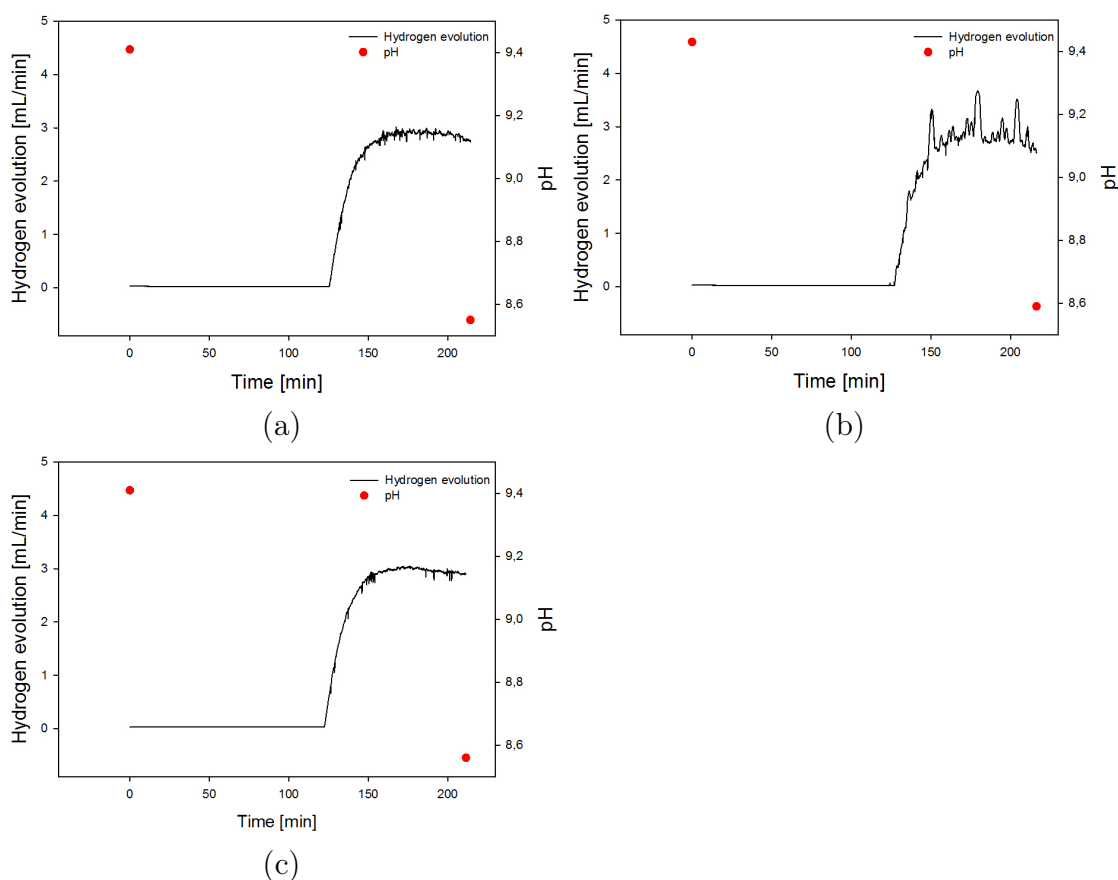 Hydrogen evolution [mL/min]
5
4
3
2
1
0
Hydrogen evolution
pH
9,4
9,2
9,0
8,8
8,6
pH
0
50
100
150
200
Time [min]
(a)
Hydrogen evolution [mL/min]
5
4
3
2
1
0
Hydrogen evolution
pH
9,4
9,2
9,0
8,8
8,6
pH
0
50
100
150
200
Time [min]
(b)
Hydrogen evolution [mL/min]
5
4
3
2
1
0
Hydrogen evolution
pH
9,4
9,2
9,0
8,8
8,6
pH
0
50
100
150
200
Time [min]
(c)